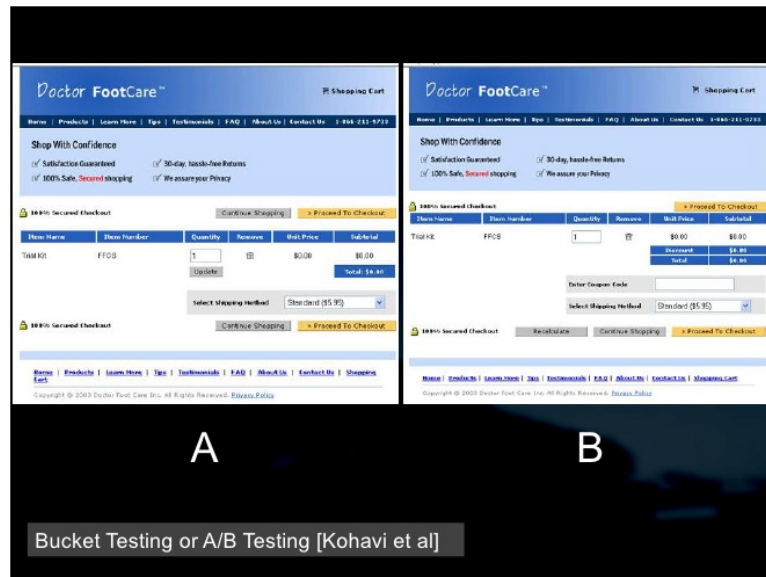 Doctor FootCare™
Shopping Cart
Home | Products | Learn More | Tips | Testimonials | FAQ | About Us | Contact Us 1-866-211-9733
Shop With Confidence
Satisfaction Guaranteed 30-day, hassle-free Returns
100% Safe, Secured shopping We assure your Privacy
100% Secured Checkout Continue Shopping » Proceed To Checkout
Item Name Item Number Quantity Remove Unit Price Subtotal
Trial Kit FFCS 1 $0.00 $0.00
Update Total: $0.00
Select Shipping Method Standard ($5.95)
100% Secured Checkout Continue Shopping » Proceed To Checkout
Home | Products | Learn More | Tips | Testimonials | FAQ | About Us | Contact Us | Shopping
Cart
Copyright © 2003 Doctor Foot Care Inc. All Rights Reserved. Privacy Policy
Doctor FootCare™
Shopping Cart
Home | Products | Learn More | Tips | Testimonials | FAQ | About Us | Contact Us 1-866-211-9733
Shop With Confidence
Satisfaction Guaranteed 30-day, hassle-free Returns
100% Safe, Secured shopping We assure your Privacy
100% Secured Checkout » Proceed To Checkout
Item Name Item Number Quantity Remove Unit Price Subtotal
Trial Kit FFCS 1 $0.00 $0.00
Discount $0.00
Total $0.00
Enter Coupon Code
Select Shipping Method Standard ($5.95)
100% Secured Checkout Recalculate Continue Shopping » Proceed To Checkout
Home | Products | Learn More | Tips | Testimonials | FAQ | About Us | Contact Us | Shopping Cart
Copyright © 2003 Doctor Foot Care Inc. All Rights Reserved. Privacy Policy
A
B
Bucket Testing or A/B Testing [Kohavi et al]